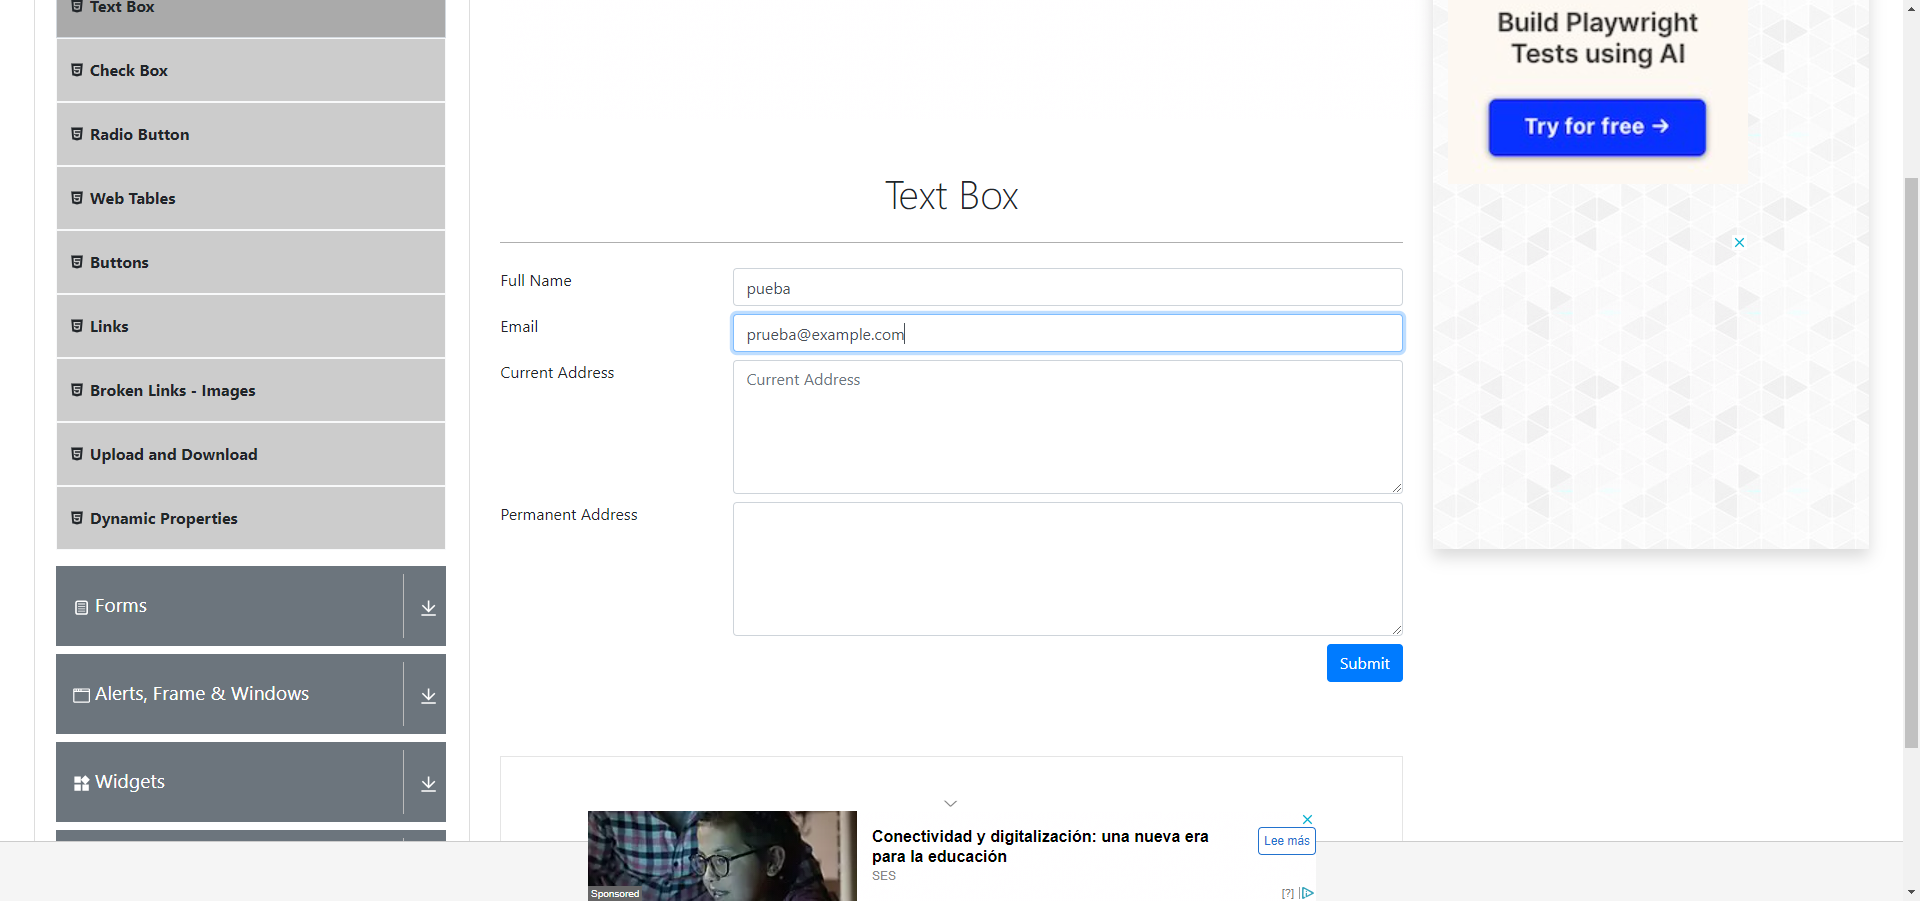 Text Box
Check Box
Radio Button
Web Tables
Buttons
Links
Broken Links - Images
Upload and Download
Dynamic Properties
Forms
Alerts, Frame & Windows
Widgets
Text Box
Full Name
pueba
Email
prueba@example.com
Current Address
Current Address
Permanent Address
Submit
Build Playwright
Tests using AI
Try for free →
Conectividad y digitalización: una nueva era
para la educación
SES
Lee más
Sponsored
[?]